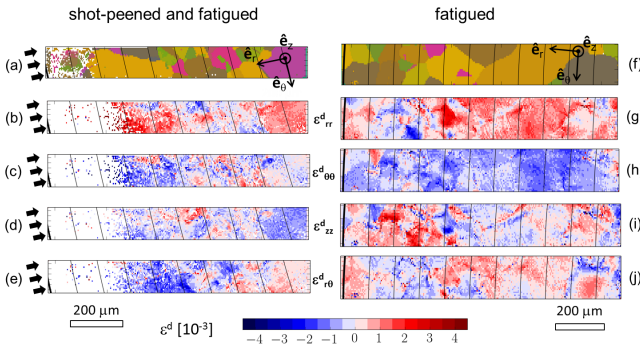 shot-peened and fatigued fatigued
(a) ê_r ê_z ê_θ ê_r ê_z ê_θ (f)
(b) ε^d_rr (g)
(c) ε^d_θθ (h)
(d) ε^d_zz (i)
(e) ε^d_rθ (j)
200 μm ε^d [10^-3] −4 −3 −2 −1 0 1 2 3 4 200 μm